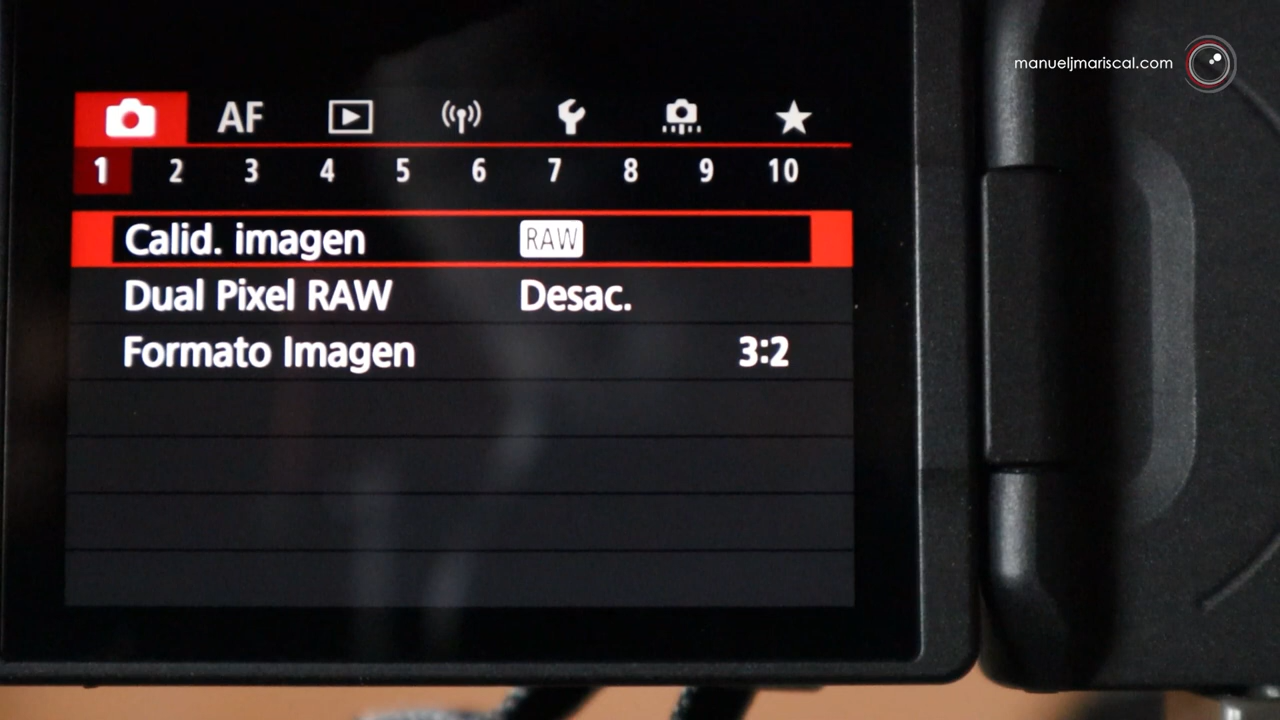 manueljmariscal.com
AF
1 2 3 4 5 6 7 8 9 10
Calid. imagen RAW
Dual Pixel RAW Desac.
Formato Imagen 3:2